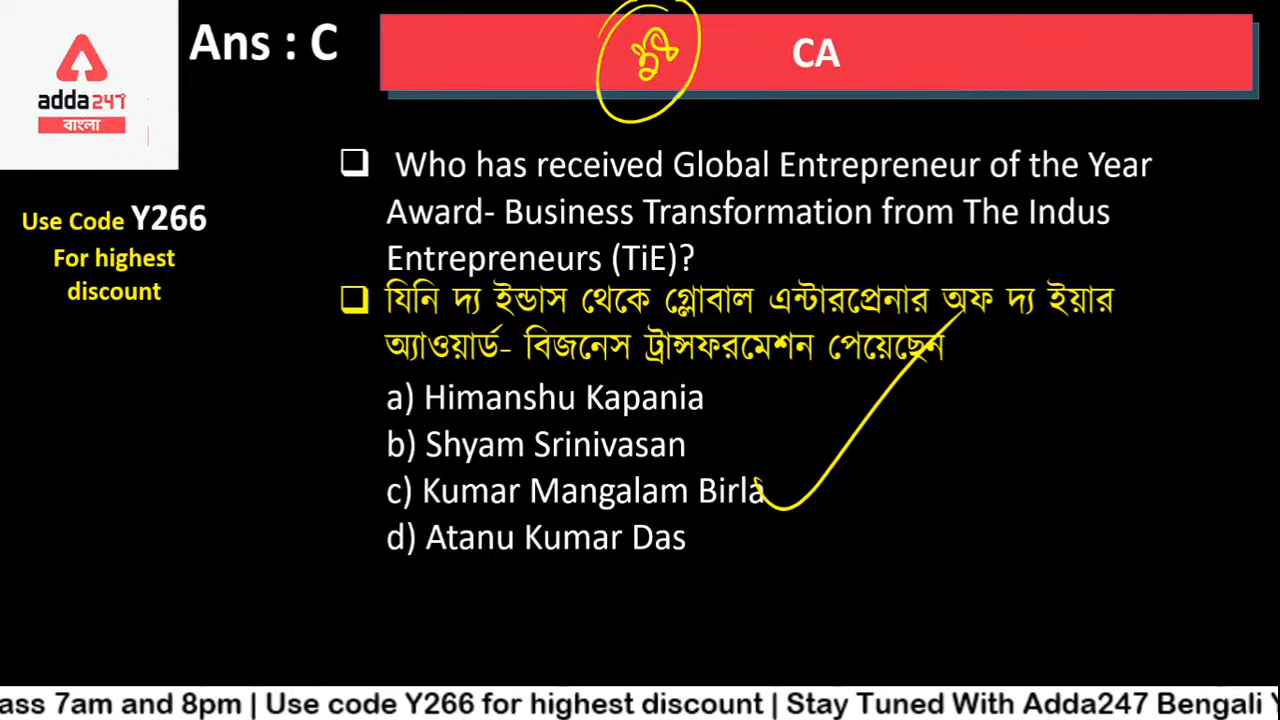 Ans : C
CA
adda247
বাংলা
Use Code Y266
For highest
discount
Who has received Global Entrepreneur of the Year
Award- Business Transformation from The Indus
Entrepreneurs (TiE)?
যিনি দ্য ইন্ডাস থেকে গ্লোবাল এন্টারপ্রেনার অফ দ্য ইয়ার
অ্যাওয়ার্ড- বিজনেস ট্রান্সফরমেশন পেয়েছেন
a) Himanshu Kapania
b) Shyam Srinivasan
c) Kumar Mangalam Birla
d) Atanu Kumar Das
ass 7am and 8pm | Use code Y266 for highest discount | Stay Tuned With Adda247 Bengali Y